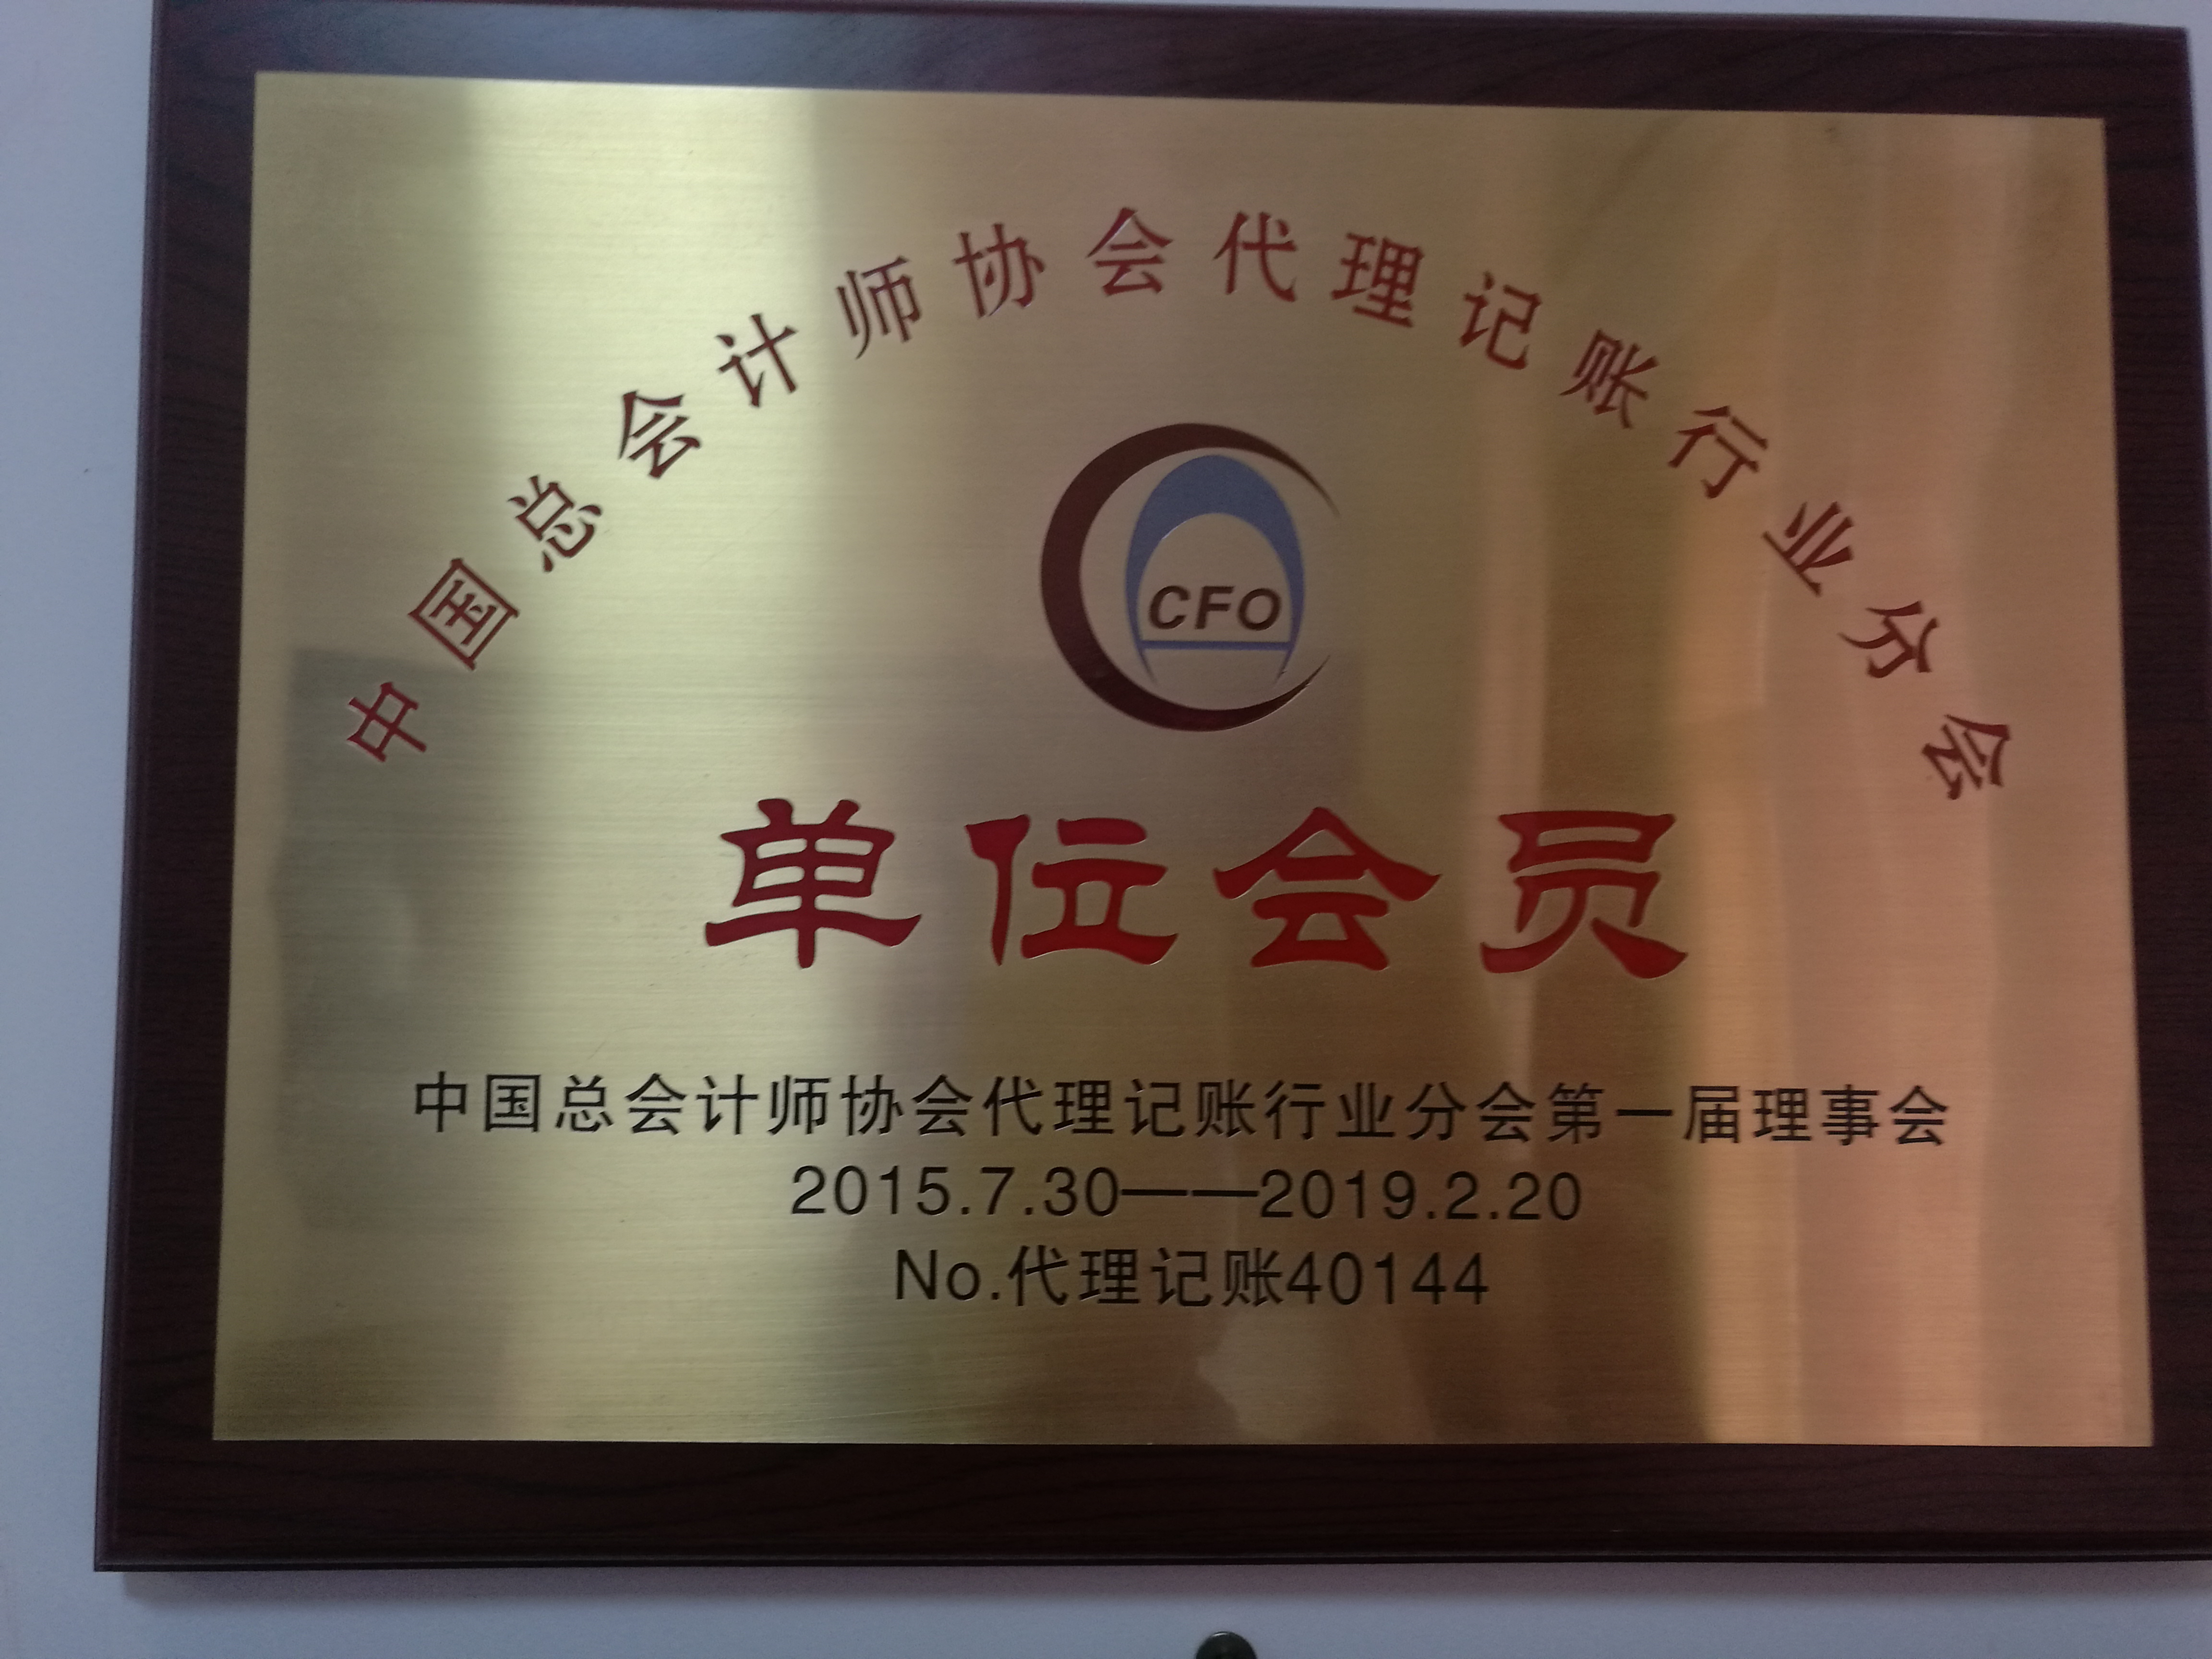 中国总会计师协会代理记账行业分会
CFO
单位会员
中国总会计师协会代理记账行业分会第一届理事会
2015.7.30——2019.2.20
No.代理记账40144